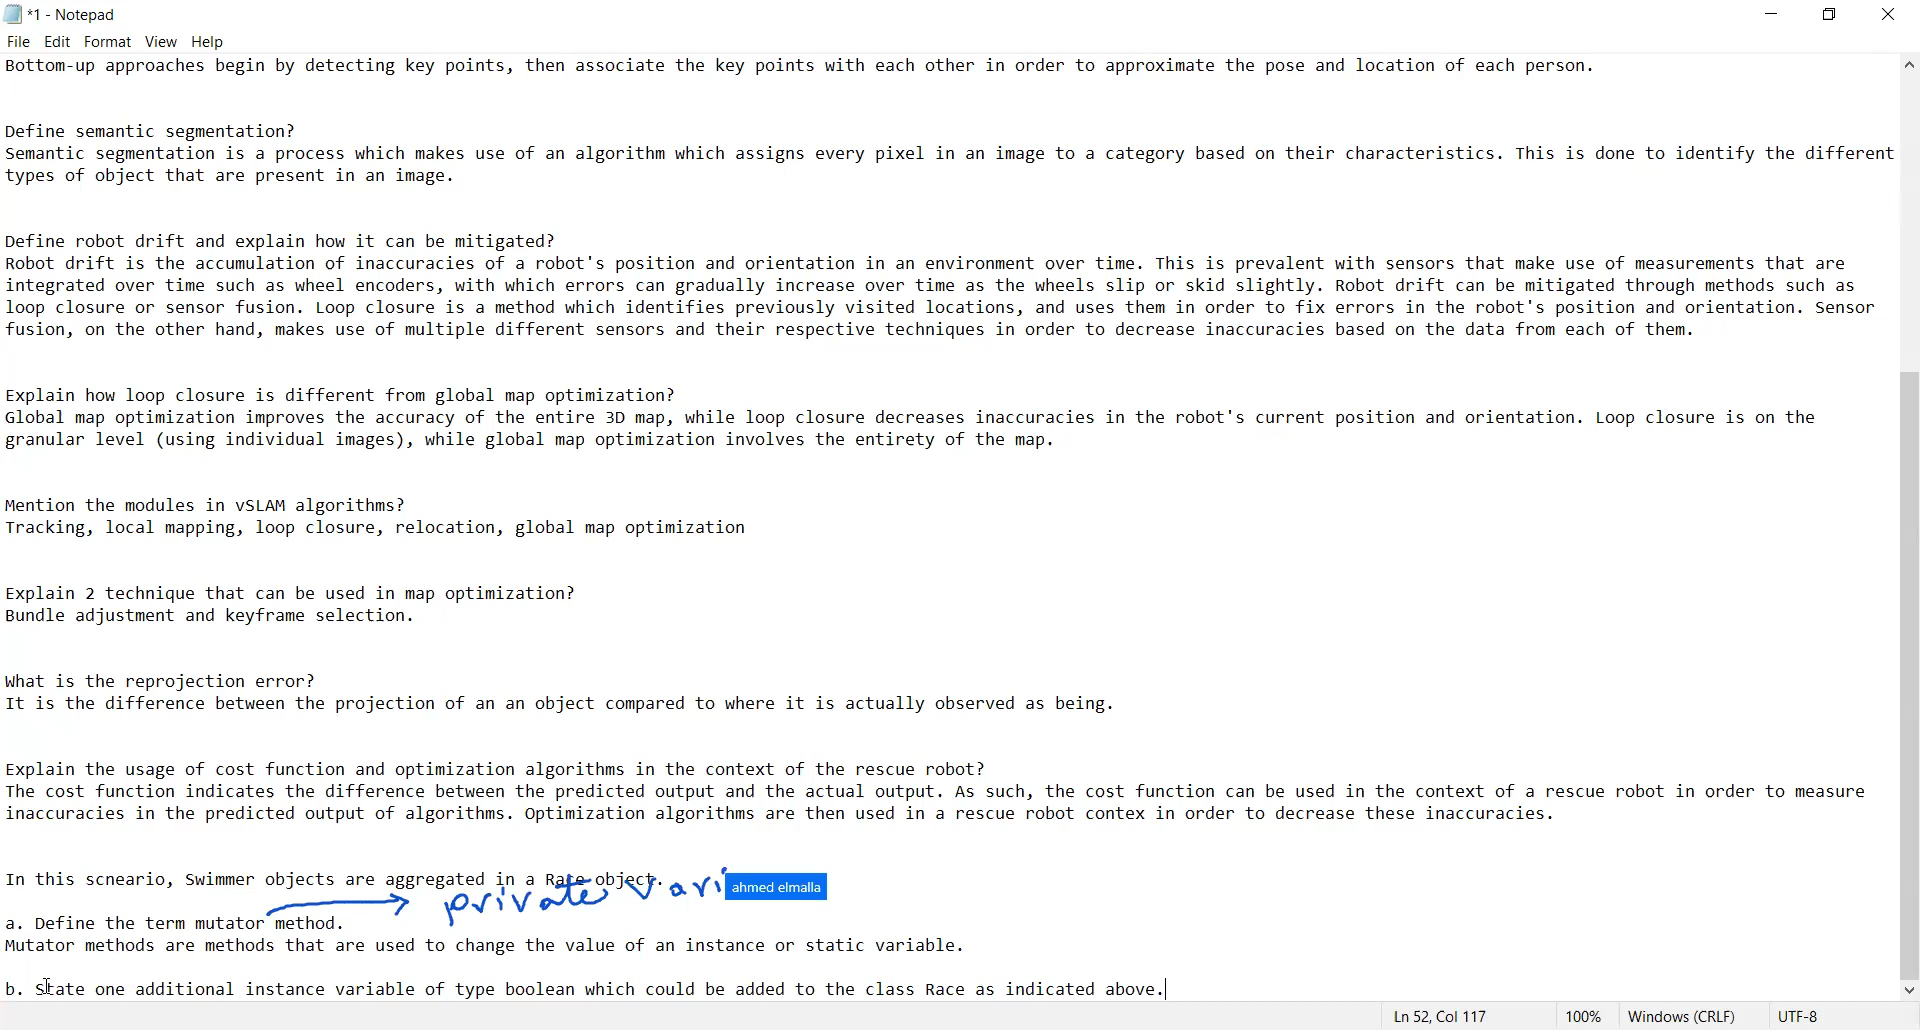 *1 - Notepad
File Edit Format View Help
Bottom-up approaches begin by detecting key points, then associate the key points with each other in order to approximate the pose and location of each person.
Define semantic segmentation?
Semantic segmentation is a process which makes use of an algorithm which assigns every pixel in an image to a category based on their characteristics. This is done to identify the different
types of object that are present in an image.
Define robot drift and explain how it can be mitigated?
Robot drift is the accumulation of inaccuracies of a robot's position and orientation in an environment over time. This is prevalent with sensors that make use of measurements that are
integrated over time such as wheel encoders, with which errors can gradually increase over time as the wheels slip or skid slightly. Robot drift can be mitigated through methods such as
loop closure or sensor fusion. Loop closure is a method which identifies previously visited locations, and uses them in order to fix errors in the robot's position and orientation. Sensor
fusion, on the other hand, makes use of multiple different sensors and their respective techniques in order to decrease inaccuracies based on the data from each of them.
Explain how loop closure is different from global map optimization?
Global map optimization improves the accuracy of the entire 3D map, while loop closure decreases inaccuracies in the robot's current position and orientation. Loop closure is on the
granular level (using individual images), while global map optimization involves the entirety of the map.
Mention the modules in vSLAM algorithms?
Tracking, local mapping, loop closure, relocation, global map optimization
Explain 2 technique that can be used in map optimization?
Bundle adjustment and keyframe selection.
What is the reprojection error?
It is the difference between the projection of an an object compared to where it is actually observed as being.
Explain the usage of cost function and optimization algorithms in the context of the rescue robot?
The cost function indicates the difference between the predicted output and the actual output. As such, the cost function can be used in the context of a rescue robot in order to measure
inaccuracies in the predicted output of algorithms. Optimization algorithms are then used in a rescue robot contex in order to decrease these inaccuracies.
In this scneario, Swimmer objects are aggregated in a Race object.
private vari
ahmed elmalla
a. Define the term mutator method.
Mutator methods are methods that are used to change the value of an instance or static variable.
b. State one additional instance variable of type boolean which could be added to the class Race as indicated above.
Ln 52, Col 117 100% Windows (CRLF) UTF-8